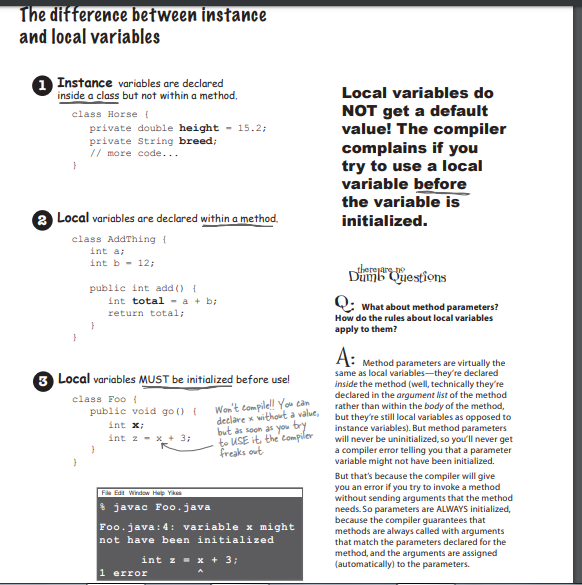 The difference between instance
and local variables
1 Instance variables are declared
inside a class but not within a method.
class Horse {
private double height = 15.2;
private String breed;
// more code...
}
2 Local variables are declared within a method.
class AddThing {
int a;
int b = 12;
public int add() {
int total = a + b;
return total;
}
}
3 Local variables MUST be initialized before use!
class Foo {
public void go() {
int x;
int z = x + 3;
}
}
Won't compile!! You can
declare x without a value,
but as soon as you try
to USE it, the compiler
freaks out.
File Edit Window Help Yikes
% javac Foo.java
Foo.java:4: variable x might
not have been initialized
int z = x + 3;
1 error ^
Local variables do
NOT get a default
value! The compiler
complains if you
try to use a local
variable before
the variable is
initialized.
there are no
Dumb Questions
Q: What about method parameters?
How do the rules about local variables
apply to them?
A: Method parameters are virtually the
same as local variables—they're declared
inside the method (well, technically they're
declared in the argument list of the method
rather than within the body of the method,
but they're still local variables as opposed to
instance variables). But method parameters
will never be uninitialized, so you'll never get
a compiler error telling you that a parameter
variable might not have been initialized.
But that's because the compiler will give
you an error if you try to invoke a method
without sending arguments that the method
needs. So parameters are ALWAYS initialized,
because the compiler guarantees that
methods are always called with arguments
that match the parameters declared for the
method, and the arguments are assigned
(automatically) to the parameters.